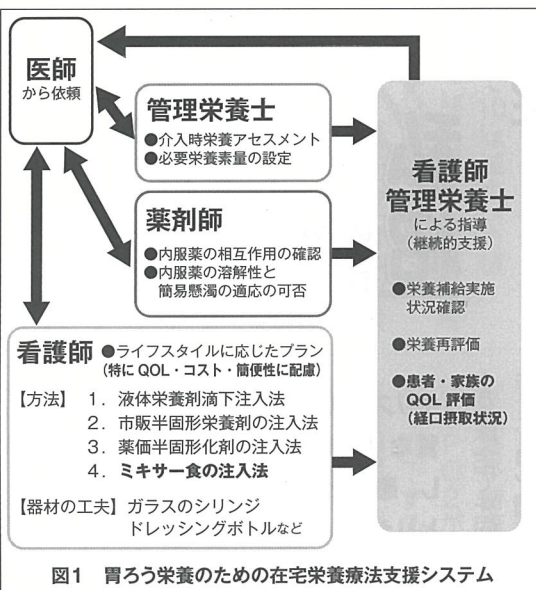 医師
から依頼
管理栄養士
●介入時栄養アセスメント
●必要栄養素量の設定
薬剤師
●内服薬の相互作用の確認
●内服薬の溶解性と
簡易懸濁の適応の可否
看護師 ●ライフスタイルに応じたプラン
(特にQOL・コスト・簡便性に配慮)
【方法】 1．液体栄養剤滴下注入法
2．市販半固形栄養剤の注入法
3．薬価半固形化剤の注入法
4．ミキサー食の注入法
【器材の工夫】ガラスのシリンジ
ドレッシングボトルなど
看護師
管理栄養士
による指導
(継続的支援)
●栄養補給実施
状況確認
●栄養再評価
●患者・家族の
QOL 評価
(経口摂取状況)
図1 胃ろう栄養のための在宅栄養療法支援システム